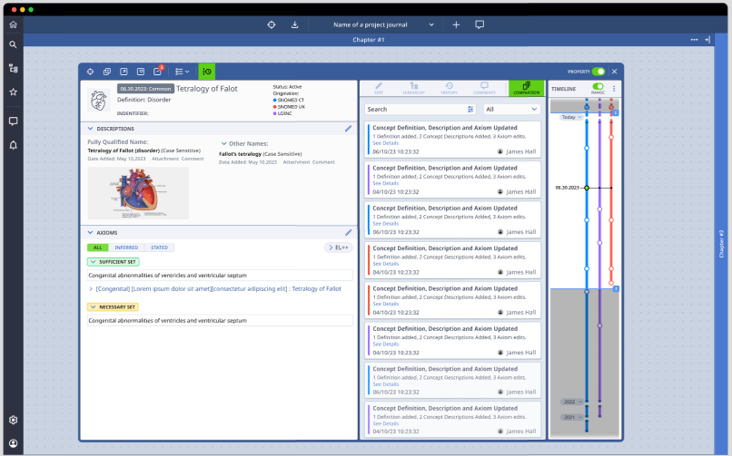 Name of a project journal
Chapter #1
3
PROPERTY
06.30.2023: Common
Tetralogy of Falot
Definition: Disorder
INDENTIFIER:
Status: Active
Originator:
SNOMED CT
SNOMED UK
LOINC
DESCRIPTIONS
Fully Qualified Name:
Tetralogy of Fallot (disorder) (Case Sensitive)
Date Added: May 10,2023 Attachment Comment
Other Names:
Fallot's tetralogy (Case Sensitive)
Data Added: May 10,2023 Attachment Comment
AXIOMS
ALL INFERRED STATED
EL++
SUFFICIENT SET
Congenital abnormalities of ventricles and ventricular septum
[Congenital] [Lorem ipsum dolor sit amet][consectetur adipiscing elit] : Tetralogy of Fallot
NECESSARY SET
Congenital abnormalities of ventricles and ventricular septum
EDIT HIERARCHY HISTORY COMMENTS COMPARISON
Search
All
Concept Definition, Description and Axiom Updated
1 Definition added, 2 Concept Descriptions Added, 3 Axiom edits,
See Details
06/10/23 10:23:32 James Hall
Concept Definition, Description and Axiom Updated
1 Definition added, 2 Concept Descriptions Added, 3 Axiom edits,
See Details
04/10/23 10:23:32 James Hall
Concept Definition, Description and Axiom Updated
1 Definition added, 2 Concept Descriptions Added, 3 Axiom edits,
See Details
06/10/23 10:23:32 James Hall
Concept Definition, Description and Axiom Updated
1 Definition added, 2 Concept Descriptions Added, 3 Axiom edits,
See Details
04/10/23 10:23:32 James Hall
Concept Definition, Description and Axiom Updated
1 Definition added, 2 Concept Descriptions Added, 3 Axiom edits,
See Details
04/10/23 10:23:32 James Hall
Concept Definition, Description and Axiom Updated
1 Definition added, 2 Concept Descriptions Added, 3 Axiom edits,
See Details
04/10/23 10:23:32 James Hall
Concept Definition, Description and Axiom Updated
1 Definition added, 2 Concept Descriptions Added, 3 Axiom edits,
See Details
06/10/23 10:23:32 James Hall
Concept Definition, Description and Axiom Updated
1 Definition added, 2 Concept Descriptions Added, 3 Axiom edits,
See Details
04/10/23 10:23:32 James Hall
TIMELINE
RANGE
Today
06.30.2023
2022
2021
Chapter #2